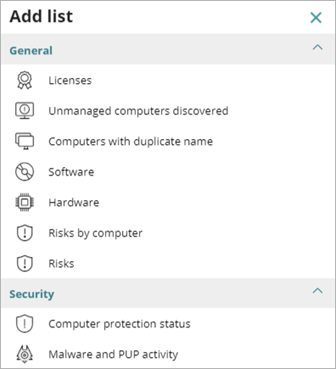 Add list
General
Licenses
Unmanaged computers discovered
Computers with duplicate name
Software
Hardware
Risks by computer
Risks
Security
Computer protection status
Malware and PUP activity